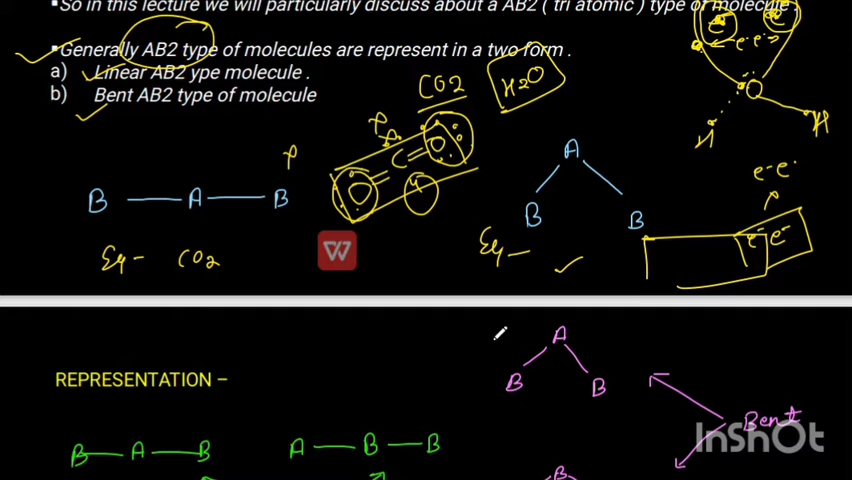 ▪So in this lecture we will particularly discuss about a AB2 ( tri atomic ) type of molecule .
▪Generally AB2 type of molecules are represent in a two form .
a) Linear AB2 ype molecule .
b) Bent AB2 type of molecule
CO2 H2O
e e
e-e-
O
H H
P
P
O=C=O
B — A — B
Eg - CO2
A
B B
Eg -
e-e-
e- e-
W
REPRESENTATION –
A
B B
Bent
B — A — B A — B — B
B
InShOt